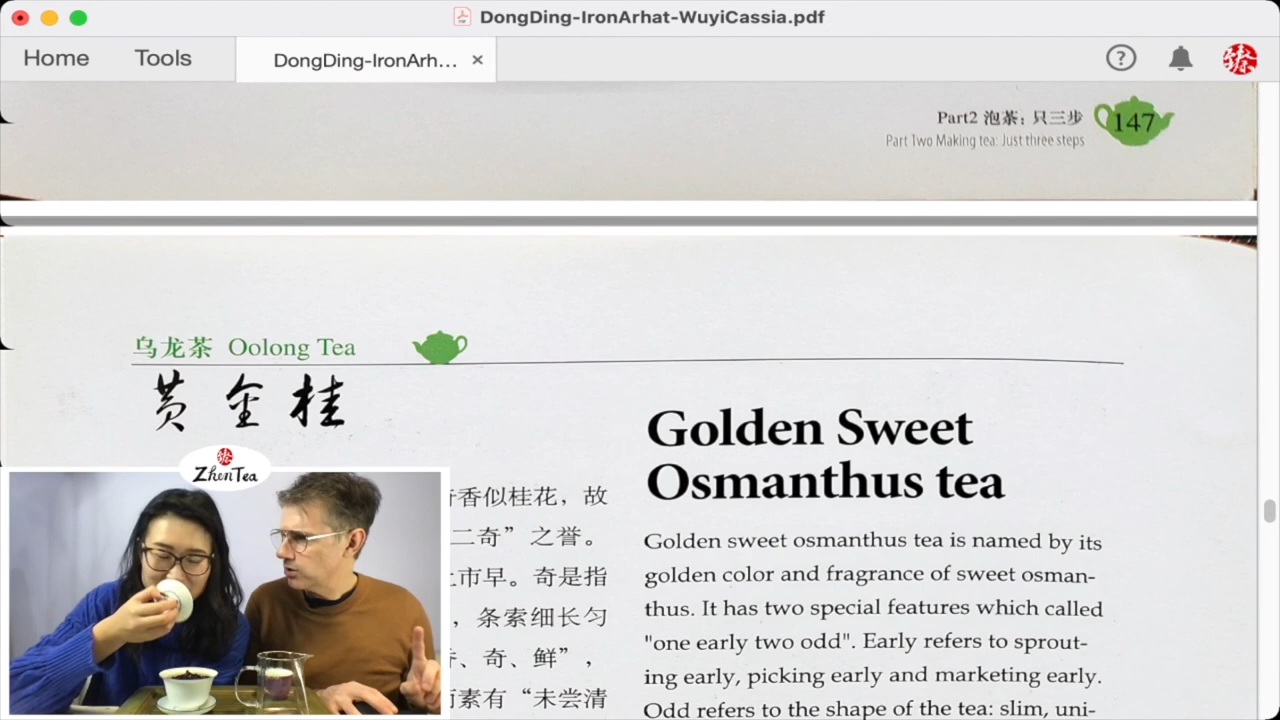 DongDing-IronArhat-WuyiCassia.pdf
Home
Tools
DongDing-IronArh...
Part2 泡茶：只三步
Part Two Making tea: Just three steps
147
乌龙茶 Oolong Tea
黄金桂
Golden Sweet
Osmanthus tea
香似桂花，故
二奇”之誉。
市早。奇是指
，条索细长匀
、奇、鲜”，
素有“未尝清
Golden sweet osmanthus tea is named by its
golden color and fragrance of sweet osman-
thus. It has two special features which called
"one early two odd". Early refers to sprout-
ing early, picking early and marketing early.
Odd refers to the shape of the tea: slim, uni-
ZhenTea